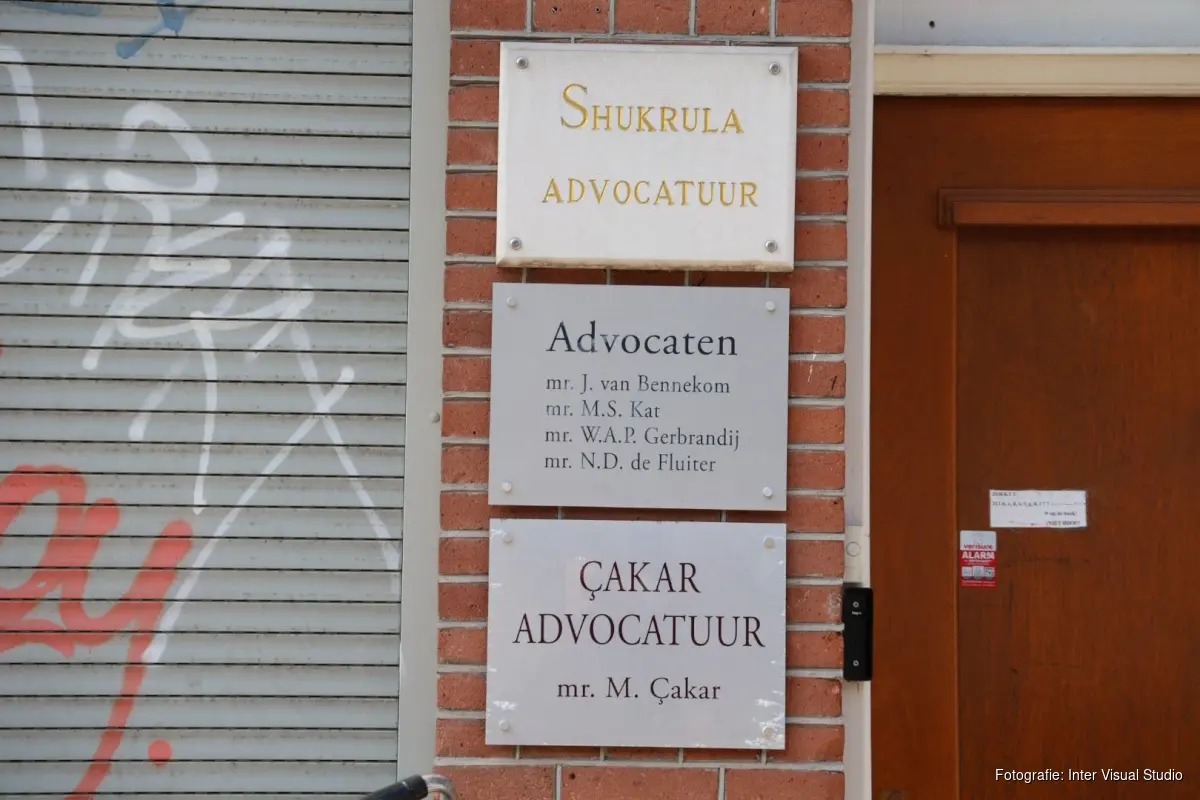 Shukrula
advocatuur
Advocaten
mr. J. van Bennekom
mr. M.S. Kat
mr. W.A.P. Gerbrandij
mr. N.D. de Fluiter
ÇAKAR
ADVOCATUUR
mr. M. Çakar
ALARM
Fotografie: Inter Visual Studio